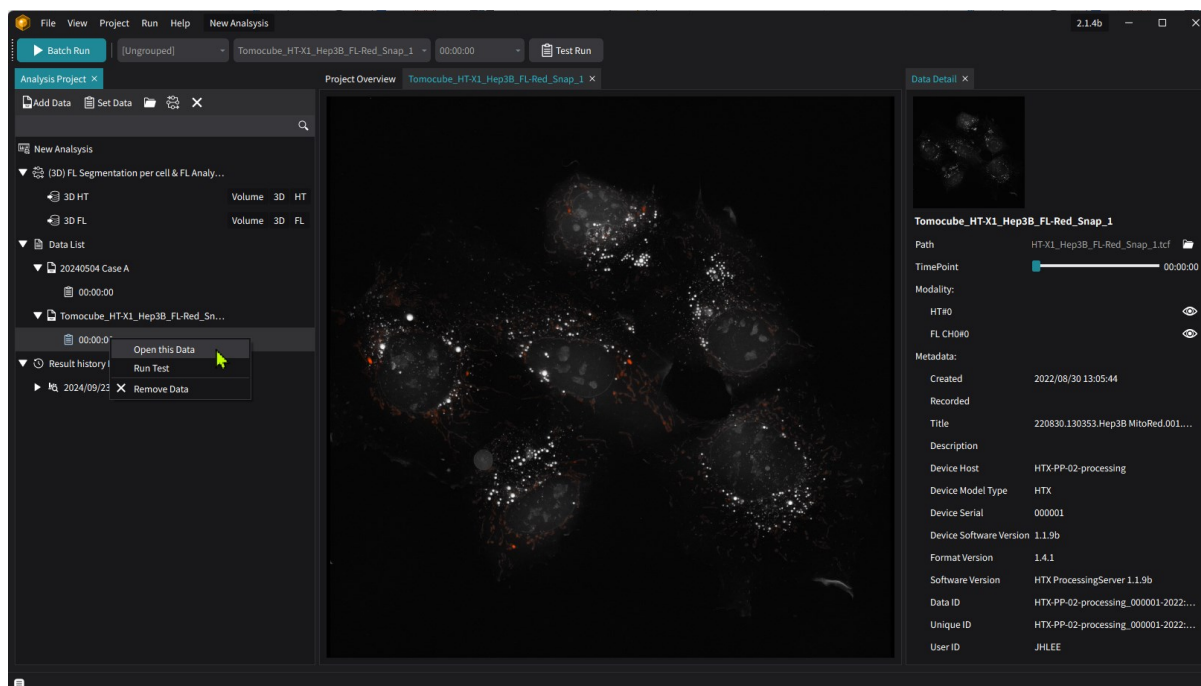 File View Project Run Help New Analsysis 2.1.4b
Batch Run [Ungrouped] Tomocube_HT-X1_Hep3B_FL-Red_Snap_1 00:00:00 Test Run
Analysis Project Project Overview Tomocube_HT-X1_Hep3B_FL-Red_Snap_1 Data Detail
Add Data Set Data
New Analsysis
(3D) FL Segmentation per cell & FL Analy…
3D HT Volume 3D HT
3D FL Volume 3D FL
Data List
20240504 Case A
00:00:00
Tomocube_HT-X1_Hep3B_FL-Red_Sn…
00:00:0
Open this Data
Run Test
Remove Data
Result history
2024/09/23
Tomocube_HT-X1_Hep3B_FL-Red_Snap_1
Path HT-X1_Hep3B_FL-Red_Snap_1.tcf
TimePoint 00:00:00
Modality:
HT#0
FL CH0#0
Metadata:
Created 2022/08/30 13:05:44
Recorded
Title 220830.130353.Hep3B MitoRed.001.…
Description
Device Host HTX-PP-02-processing
Device Model Type HTX
Device Serial 000001
Device Software Version 1.1.9b
Format Version 1.4.1
Software Version HTX ProcessingServer 1.1.9b
Data ID HTX-PP-02-processing_000001-2022:…
Unique ID HTX-PP-02-processing_000001-2022:…
User ID JHLEE